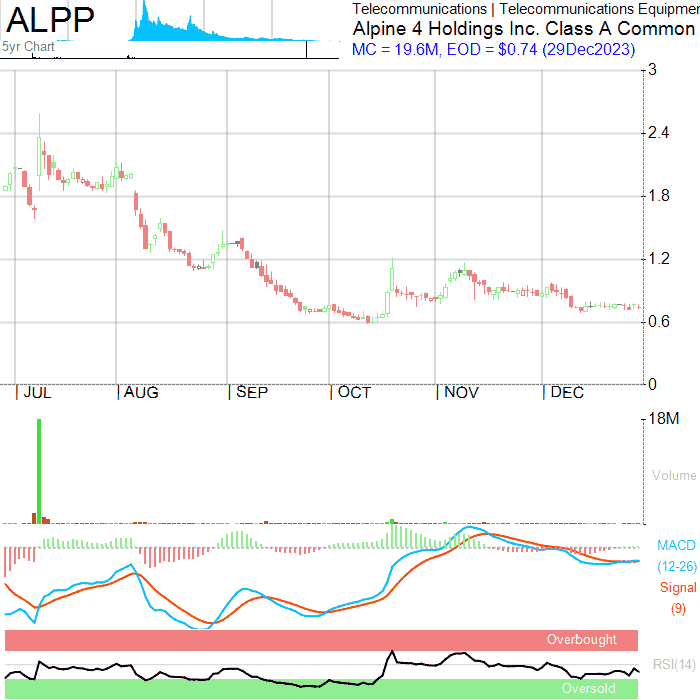 ALPP
5yr Chart
Telecommunications | Telecommunications Equipmen
Alpine 4 Holdings Inc. Class A Common
MC = 19.6M, EOD = $0.74 (29Dec2023)
3
2.4
1.8
1.2
0.6
0
JUL
AUG
SEP
OCT
NOV
DEC
18M
Volume
MACD
(12-26)
Signal
(9)
Overbought
RSI(14)
Oversold